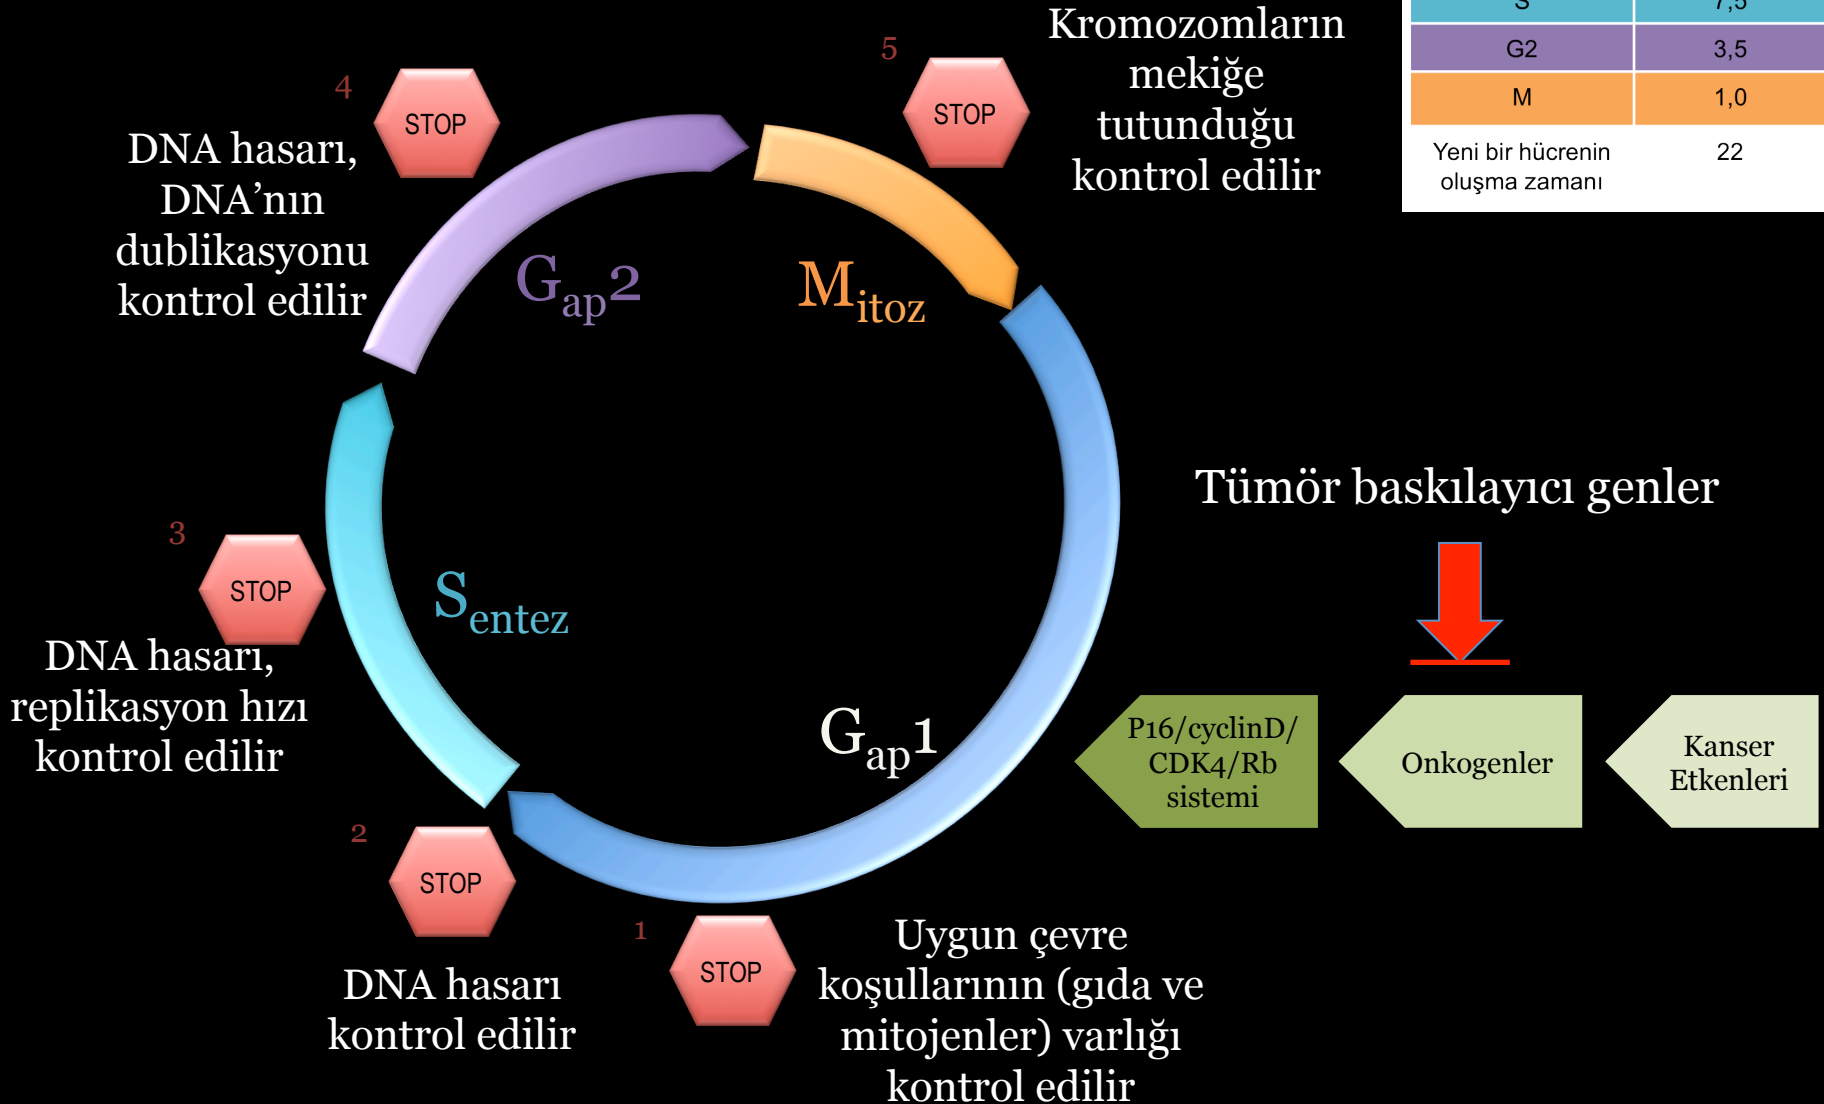 4
STOP
DNA hasarı,
DNA’nın
dublikasyonu
kontrol edilir
5
STOP
Kromozomların
mekiğe
tutunduğu
kontrol edilir
S 7,5
G2 3,5
M 1,0
Yeni bir hücrenin 22
oluşma zamanı
Gap2
Mitoz
3
STOP
DNA hasarı,
replikasyon hızı
kontrol edilir
Sentez
Gap1
Tümör baskılayıcı genler
P16/cyclinD/
CDK4/Rb
sistemi
Onkogenler
Kanser
Etkenleri
2
STOP
DNA hasarı
kontrol edilir
1
STOP
Uygun çevre
koşullarının (gıda ve
mitojenler) varlığı
kontrol edilir